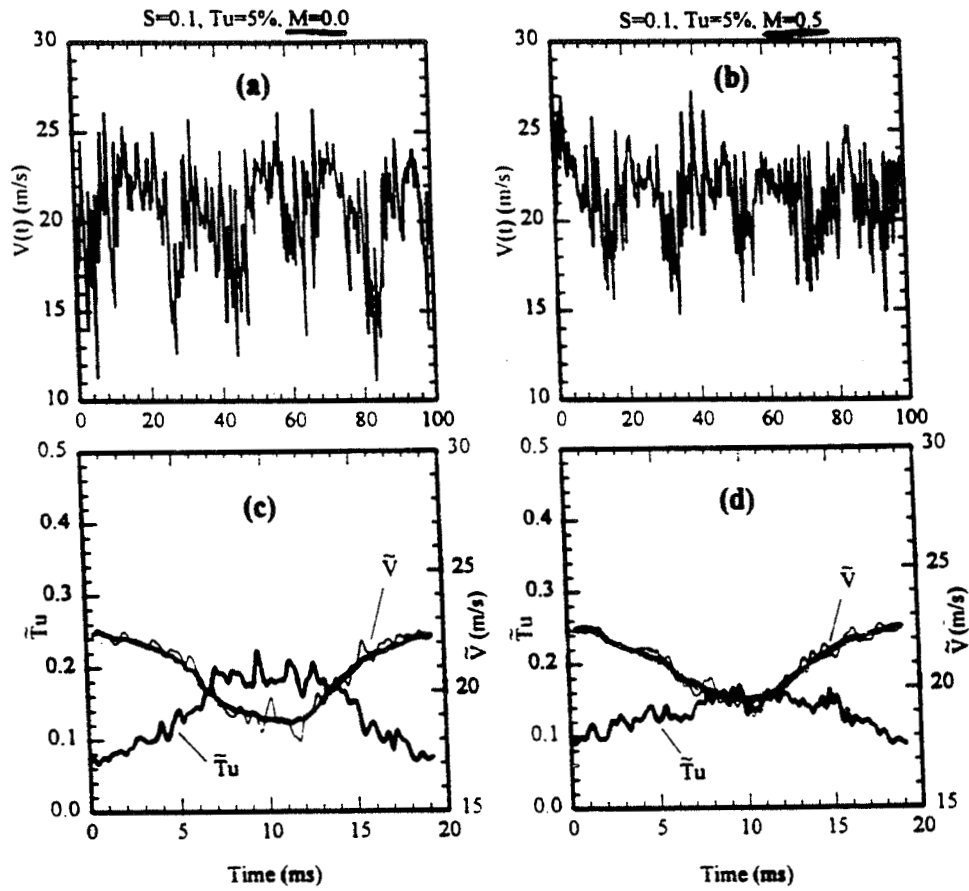 S=0.1, Tu=5%, M=0.0
S=0.1, Tu=5%, M=0.5
30
25
20
15
10
V(t) (m/s)
(a)
0 20 40 60 80 100
30
25
20
15
10
V(t) (m/s)
(b)
0 20 40 60 80 100
0.5
0.4
0.3
0.2
0.1
0.0
T̃u
(c)
Ṽ
T̃u
30
25
20
15
Ṽ (m/s)
0 5 10 15 20
Time (ms)
0.5
0.4
0.3
0.2
0.1
0.0
T̃u
(d)
Ṽ
T̃u
30
25
20
15
Ṽ (m/s)
0 5 10 15 20
Time (ms)